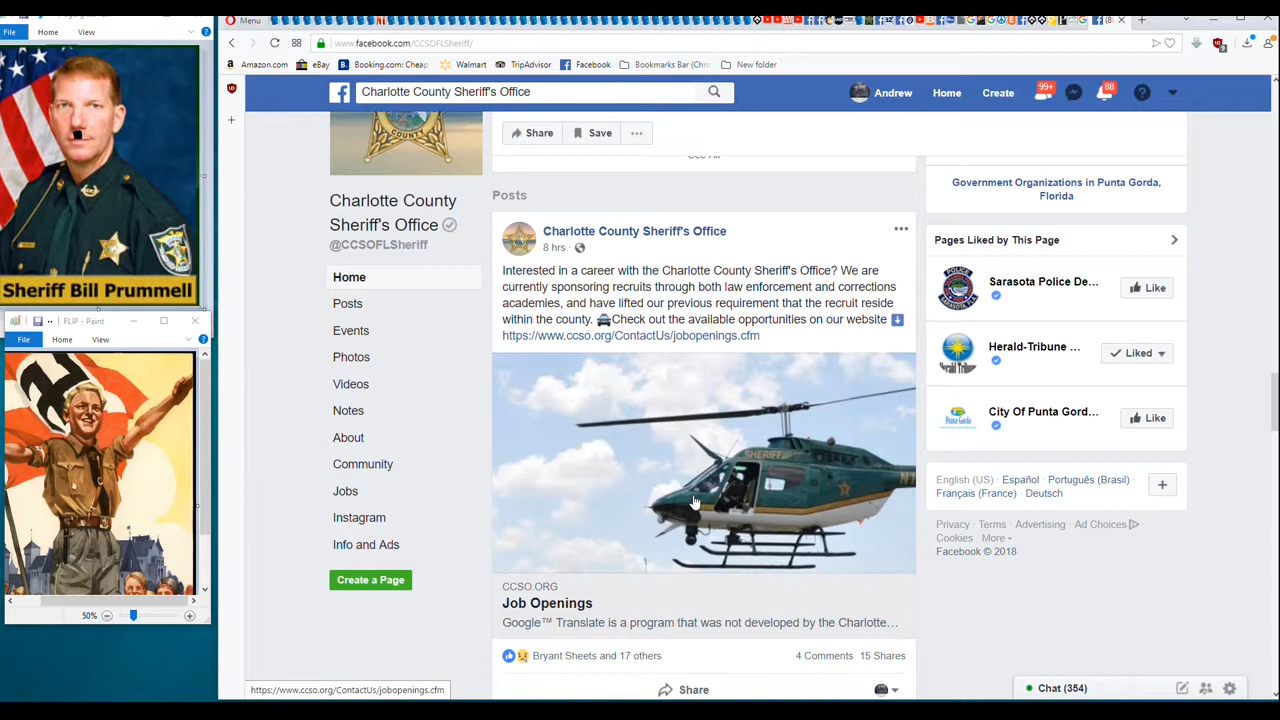 Menu
www.facebook.com/CCSOFLSheriff/
Amazon.com eBay Booking.com: Cheap Walmart TripAdvisor Facebook Bookmarks Bar (Chro New folder
File Home View
Sheriff Bill Prummell
FLIP - Paint
File Home View
50%
Charlotte County Sheriff's Office
Andrew Home Create 99+ 88
COUNTY
Charlotte County
Sheriff's Office
@CCSOFLSheriff
Home
Posts
Events
Photos
Videos
Notes
About
Community
Jobs
Instagram
Info and Ads
Create a Page
Share Save
See All
Posts
Charlotte County Sheriff's Office
8 hrs
Interested in a career with the Charlotte County Sheriff's Office? We are
currently sponsoring recruits through both law enforcement and corrections
academies, and have lifted our previous requirement that the recruit reside
within the county. Check out the available opportunities on our website
https://www.ccso.org/ContactUs/jobopenings.cfm
SHERIFF
CCSO.ORG
Job Openings
Google™ Translate is a program that was not developed by the Charlotte...
Bryant Sheets and 17 others 4 Comments 15 Shares
Share
Government Organizations in Punta Gorda,
Florida
Pages Liked by This Page
Sarasota Police De... Like
Herald-Tribune ... Liked
City Of Punta Gord... Like
English (US) · Español · Português (Brasil) ·
Français (France) · Deutsch
Privacy · Terms · Advertising · Ad Choices ·
Cookies · More
Facebook © 2018
Chat (354)
https://www.ccso.org/ContactUs/jobopenings.cfm